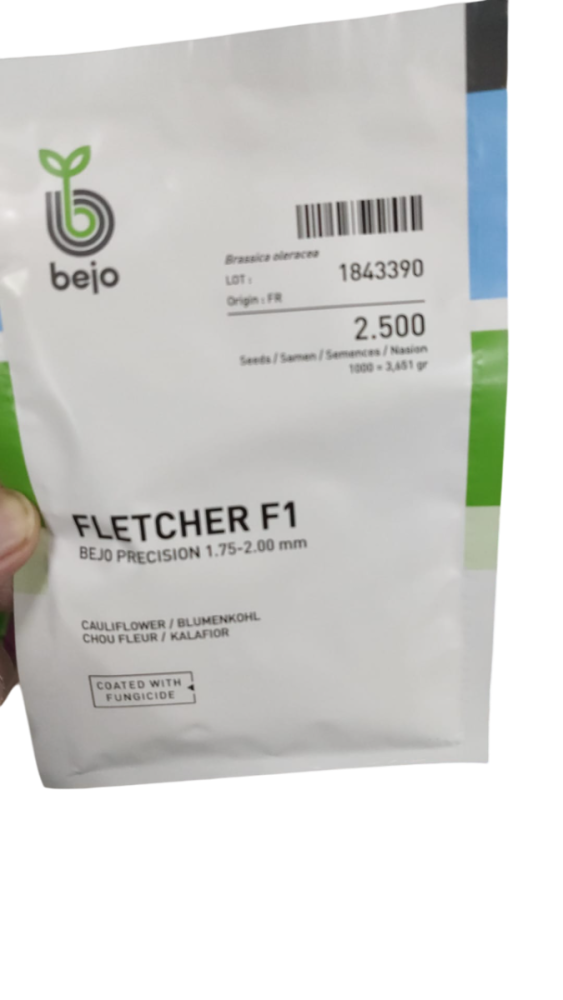 bejo
Brassica oleracea
LOT: 1843390
Origin : FR
2.500
Seeds / Samen / Semences / Nasion
1000 = 3,651 gr
FLETCHER F1
BEJO PRECISION 1.75-2.00 mm
CAULIFLOWER / BLUMENKOHL
CHOU FLEUR / KALAFIOR
COATED WITH
FUNGICIDE